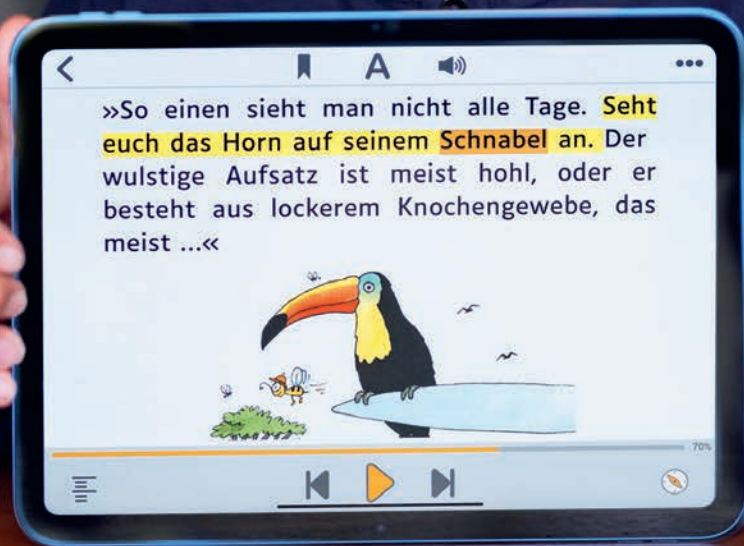 A
»So einen sieht man nicht alle Tage. Seht
euch das Horn auf seinem Schnabel an. Der
wulstige Aufsatz ist meist hohl, oder er
besteht aus lockerem Knochengewebe, das
meist ...«
70%